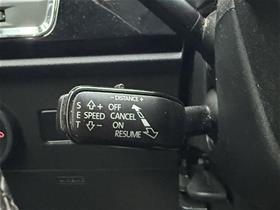 − DISTANCE +
S + OFF
E SPEED CANCEL
T − ON
RESUME